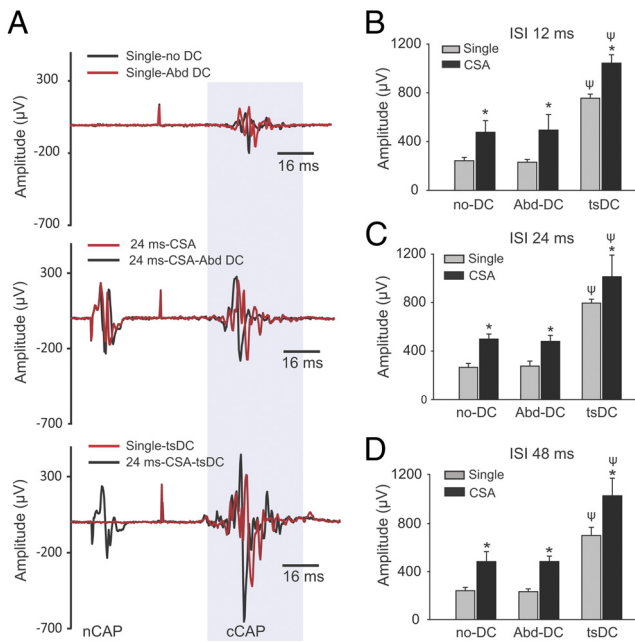 A
Single-no DC
Single-Abd DC
300
-200
-700
Amplitude (µV)
16 ms
24 ms-CSA
24 ms-CSA-Abd DC
300
-200
-700
Amplitude (µV)
16 ms
Single-tsDC
24 ms-CSA-tsDC
300
-200
-700
Amplitude (µV)
16 ms
nCAP
cCAP
B
ISI 12 ms
Single
CSA
1200
800
400
0
Amplitude (µV)
*
*
ψ
ψ
*
no-DC
Abd-DC
tsDC
C
ISI 24 ms
Single
CSA
1200
800
400
0
Amplitude (µV)
*
*
ψ
ψ
*
no-DC
Abd-DC
tsDC
D
ISI 48 ms
Single
CSA
1200
800
400
0
Amplitude (µV)
*
*
ψ
ψ
*
no-DC
Abd-DC
tsDC